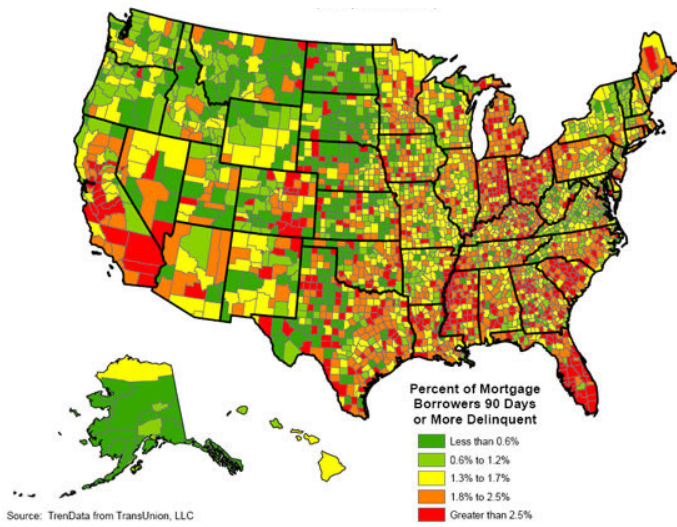 Percent of Mortgage
Borrowers 90 Days
or More Delinquent
Less than 0.6%
0.6% to 1.2%
1.3% to 1.7%
1.8% to 2.5%
Greater than 2.5%
Source: TrenData from TransUnion, LLC